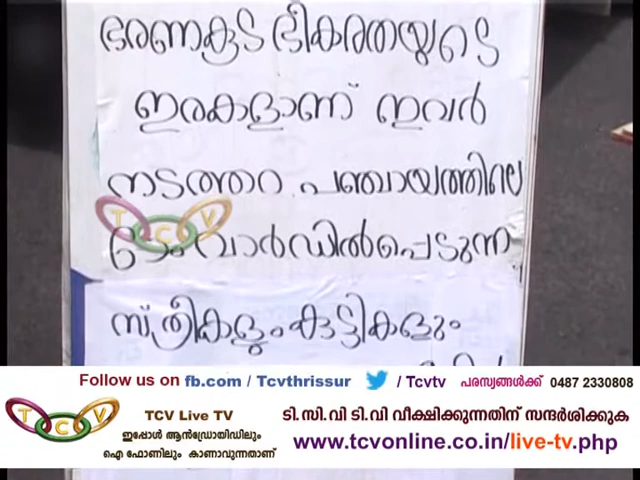 ഭരണകൂട ഭീകരതയുടെ
ഇരകളാണ് ഇവർ
നടത്തറ പഞ്ചായത്തിലെ
വാർഡിൽപ്പെടുന്ന
സ്ത്രീകളും കുട്ടികളും
TCV
Follow us on fb.com / Tcvthrissur / Tcvtv പരസ്യങ്ങൾക്ക് 0487 2330808
TCV
TCV Live TV
ഇപ്പോൾ ആൻഡ്രോയിഡിലും
ഐ ഫോണിലും കാണാവുന്നതാണ്
ടി.സി.വി ടി.വി വീക്ഷിക്കുന്നതിന് സന്ദർശിക്കുക
www.tcvonline.co.in/live-tv.php